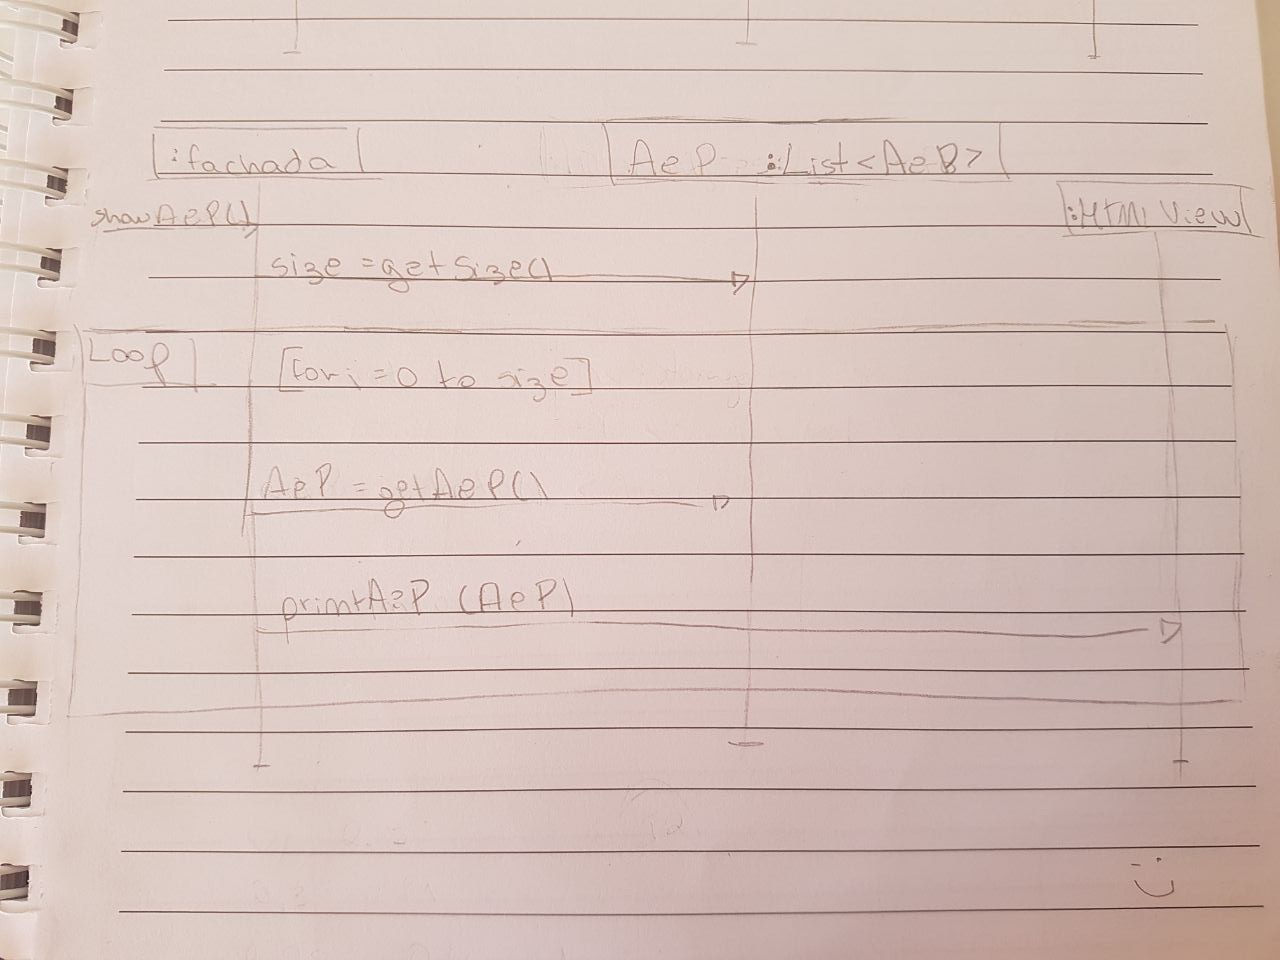 :fachada
AeP :List<AeB>
showAeP()
:HTMl View
size =getSize()
Loop
[for i = 0 to size]
AeP = getAeP()
printAeP (AeP)